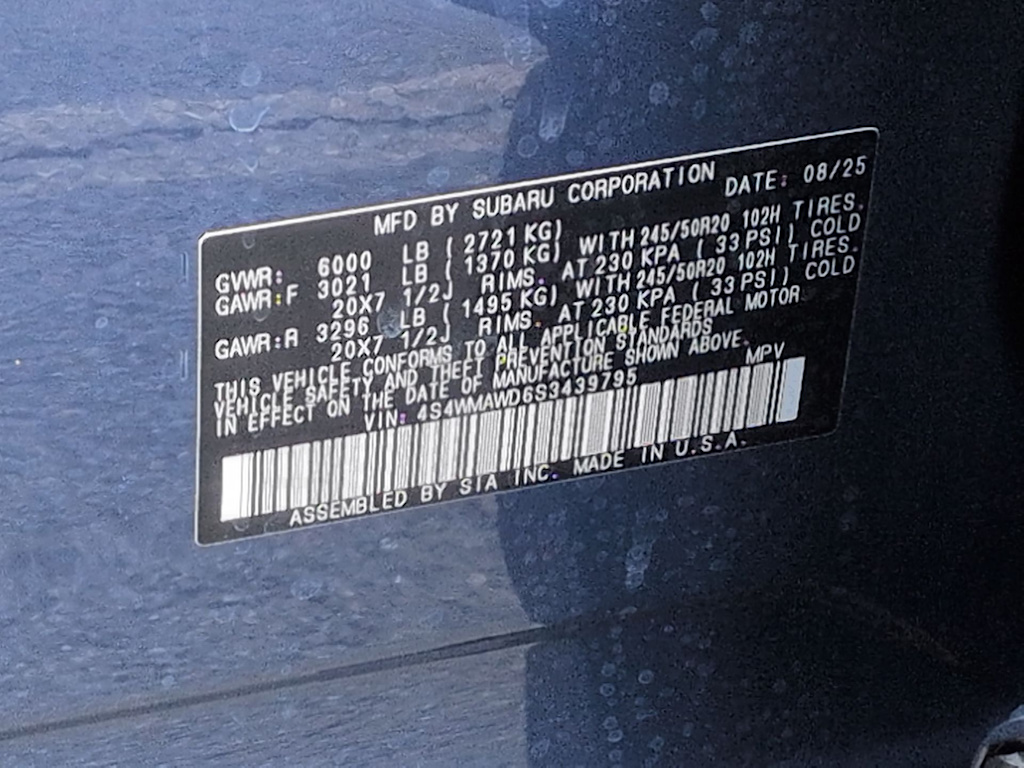 MFD BY SUBARU CORPORATION DATE: 08/25
GVWR: 6000 LB ( 2721 KG)
GAWR:F 3021 LB ( 1370 KG) WITH 245/50R20 102H TIRES.
20X7 1/2J RIMS. AT 230 KPA ( 33 PSI) COLD
GAWR:R 3296 LB ( 1495 KG) WITH 245/50R20 102H TIRES.
20X7 1/2J RIMS. AT 230 KPA ( 33 PSI) COLD
THIS VEHICLE CONFORMS TO ALL APPLICABLE FEDERAL MOTOR
VEHICLE SAFETY AND THEFT PREVENTION STANDARDS
IN EFFECT ON THE DATE OF MANUFACTURE SHOWN ABOVE.
VIN: 4S4WMAWD6S3439795 MPV
ASSEMBLED BY SIA INC. MADE IN U.S.A.